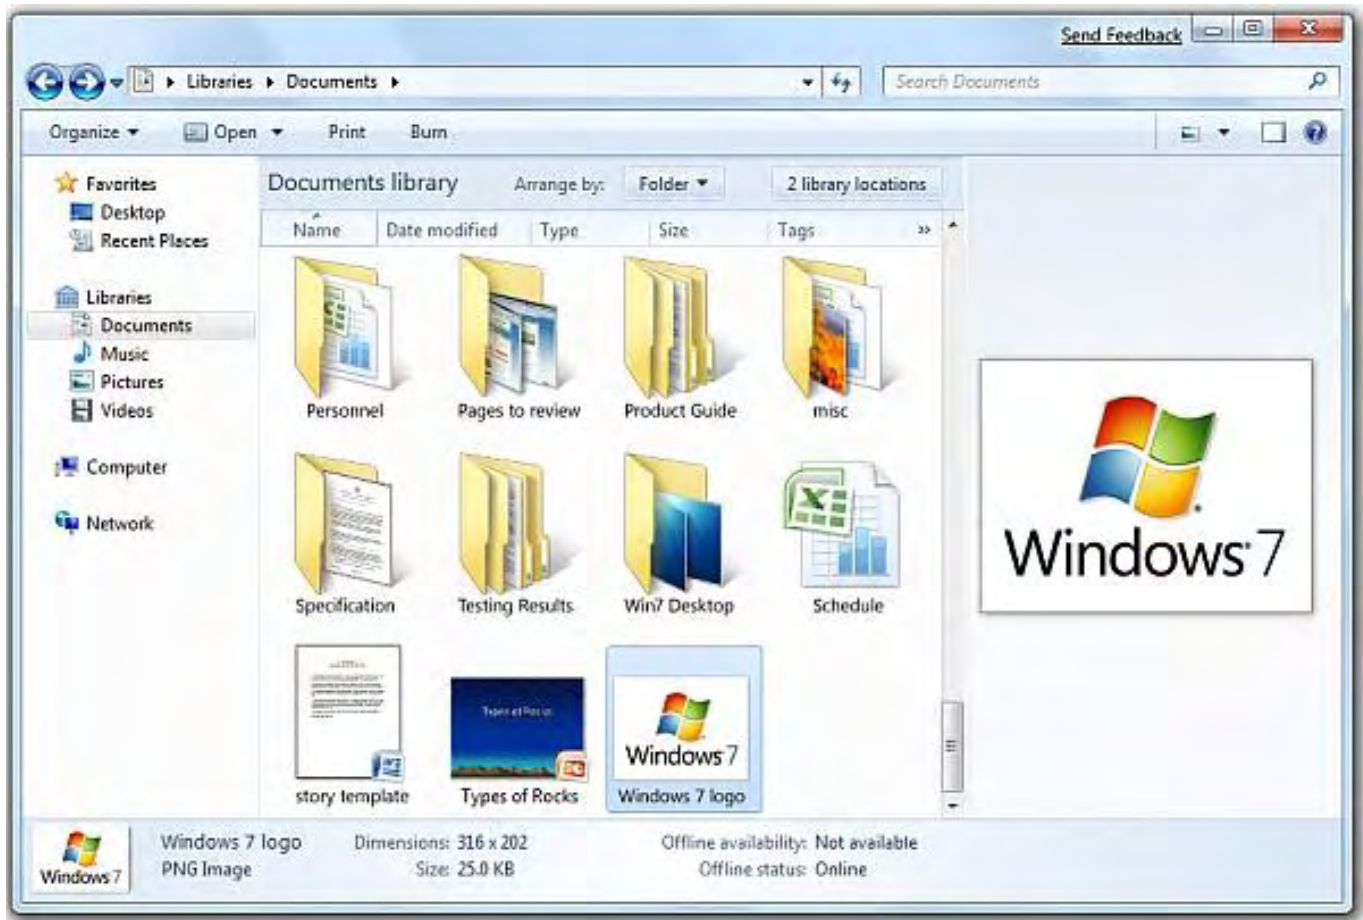 Send Feedback
Libraries Documents
Search Documents
Organize Open Print Burn
Favorites
Desktop
Recent Places
Libraries
Documents
Music
Pictures
Videos
Computer
Network
Documents library Arrange by: Folder 2 library locations
Name Date modified Type Size Tags »
Personnel Pages to review Product Guide misc
Specification Testing Results Win7 Desktop Schedule
Types of Rocks
Windows 7
story template Types of Rocks Windows 7 logo
Windows 7
Windows 7 logo Dimensions: 316 x 202 Offline availability: Not available
PNG Image Size: 25.0 KB Offline status: Online
Windows 7